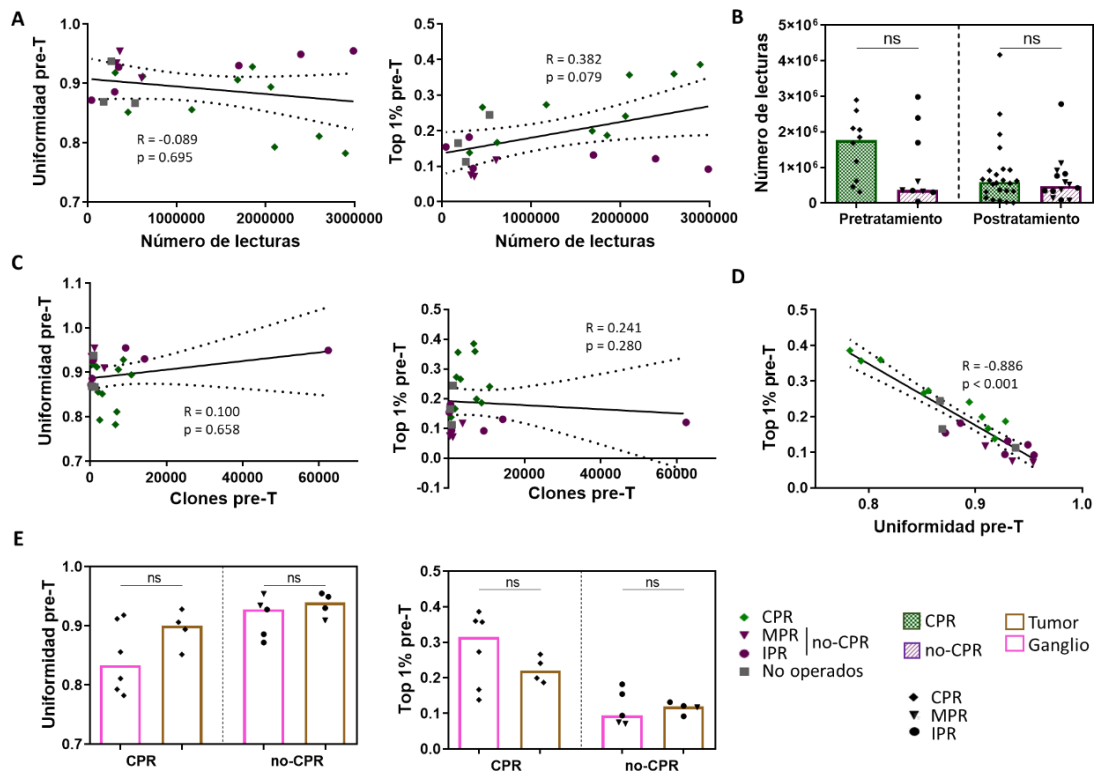 A
Uniformidad pre-T
1.0
0.9
0.8
0.7
R = -0.089
p = 0.695
0
1000000
2000000
3000000
Número de lecturas
Top 1% pre-T
0.5
0.4
0.3
0.2
0.1
0.0
R = 0.382
p = 0.079
0
1000000
2000000
3000000
Número de lecturas
B
Número de lecturas
5×10⁶
4×10⁶
3×10⁶
2×10⁶
1×10⁶
0
ns
ns
Pretratamiento
Postratamiento
C
Uniformidad pre-T
1.1
1.0
0.9
0.8
0.7
R = 0.100
p = 0.658
0
20000
40000
60000
Clones pre-T
Top 1% pre-T
0.5
0.4
0.3
0.2
0.1
0.0
-0.1
R = 0.241
p = 0.280
20000
40000
60000
Clones pre-T
D
Top 1% pre-T
0.5
0.4
0.3
0.2
0.1
0.0
R = -0.886
p < 0.001
0.8
0.9
1.0
Uniformidad pre-T
E
Uniformidad pre-T
1.0
0.9
0.8
0.7
ns
ns
CPR
no-CPR
Top 1% pre-T
0.5
0.4
0.3
0.2
0.1
0.0
ns
ns
CPR
no-CPR
CPR
MPR
IPR
no-CPR
No operados
CPR
no-CPR
Tumor
Ganglio
CPR
MPR
IPR